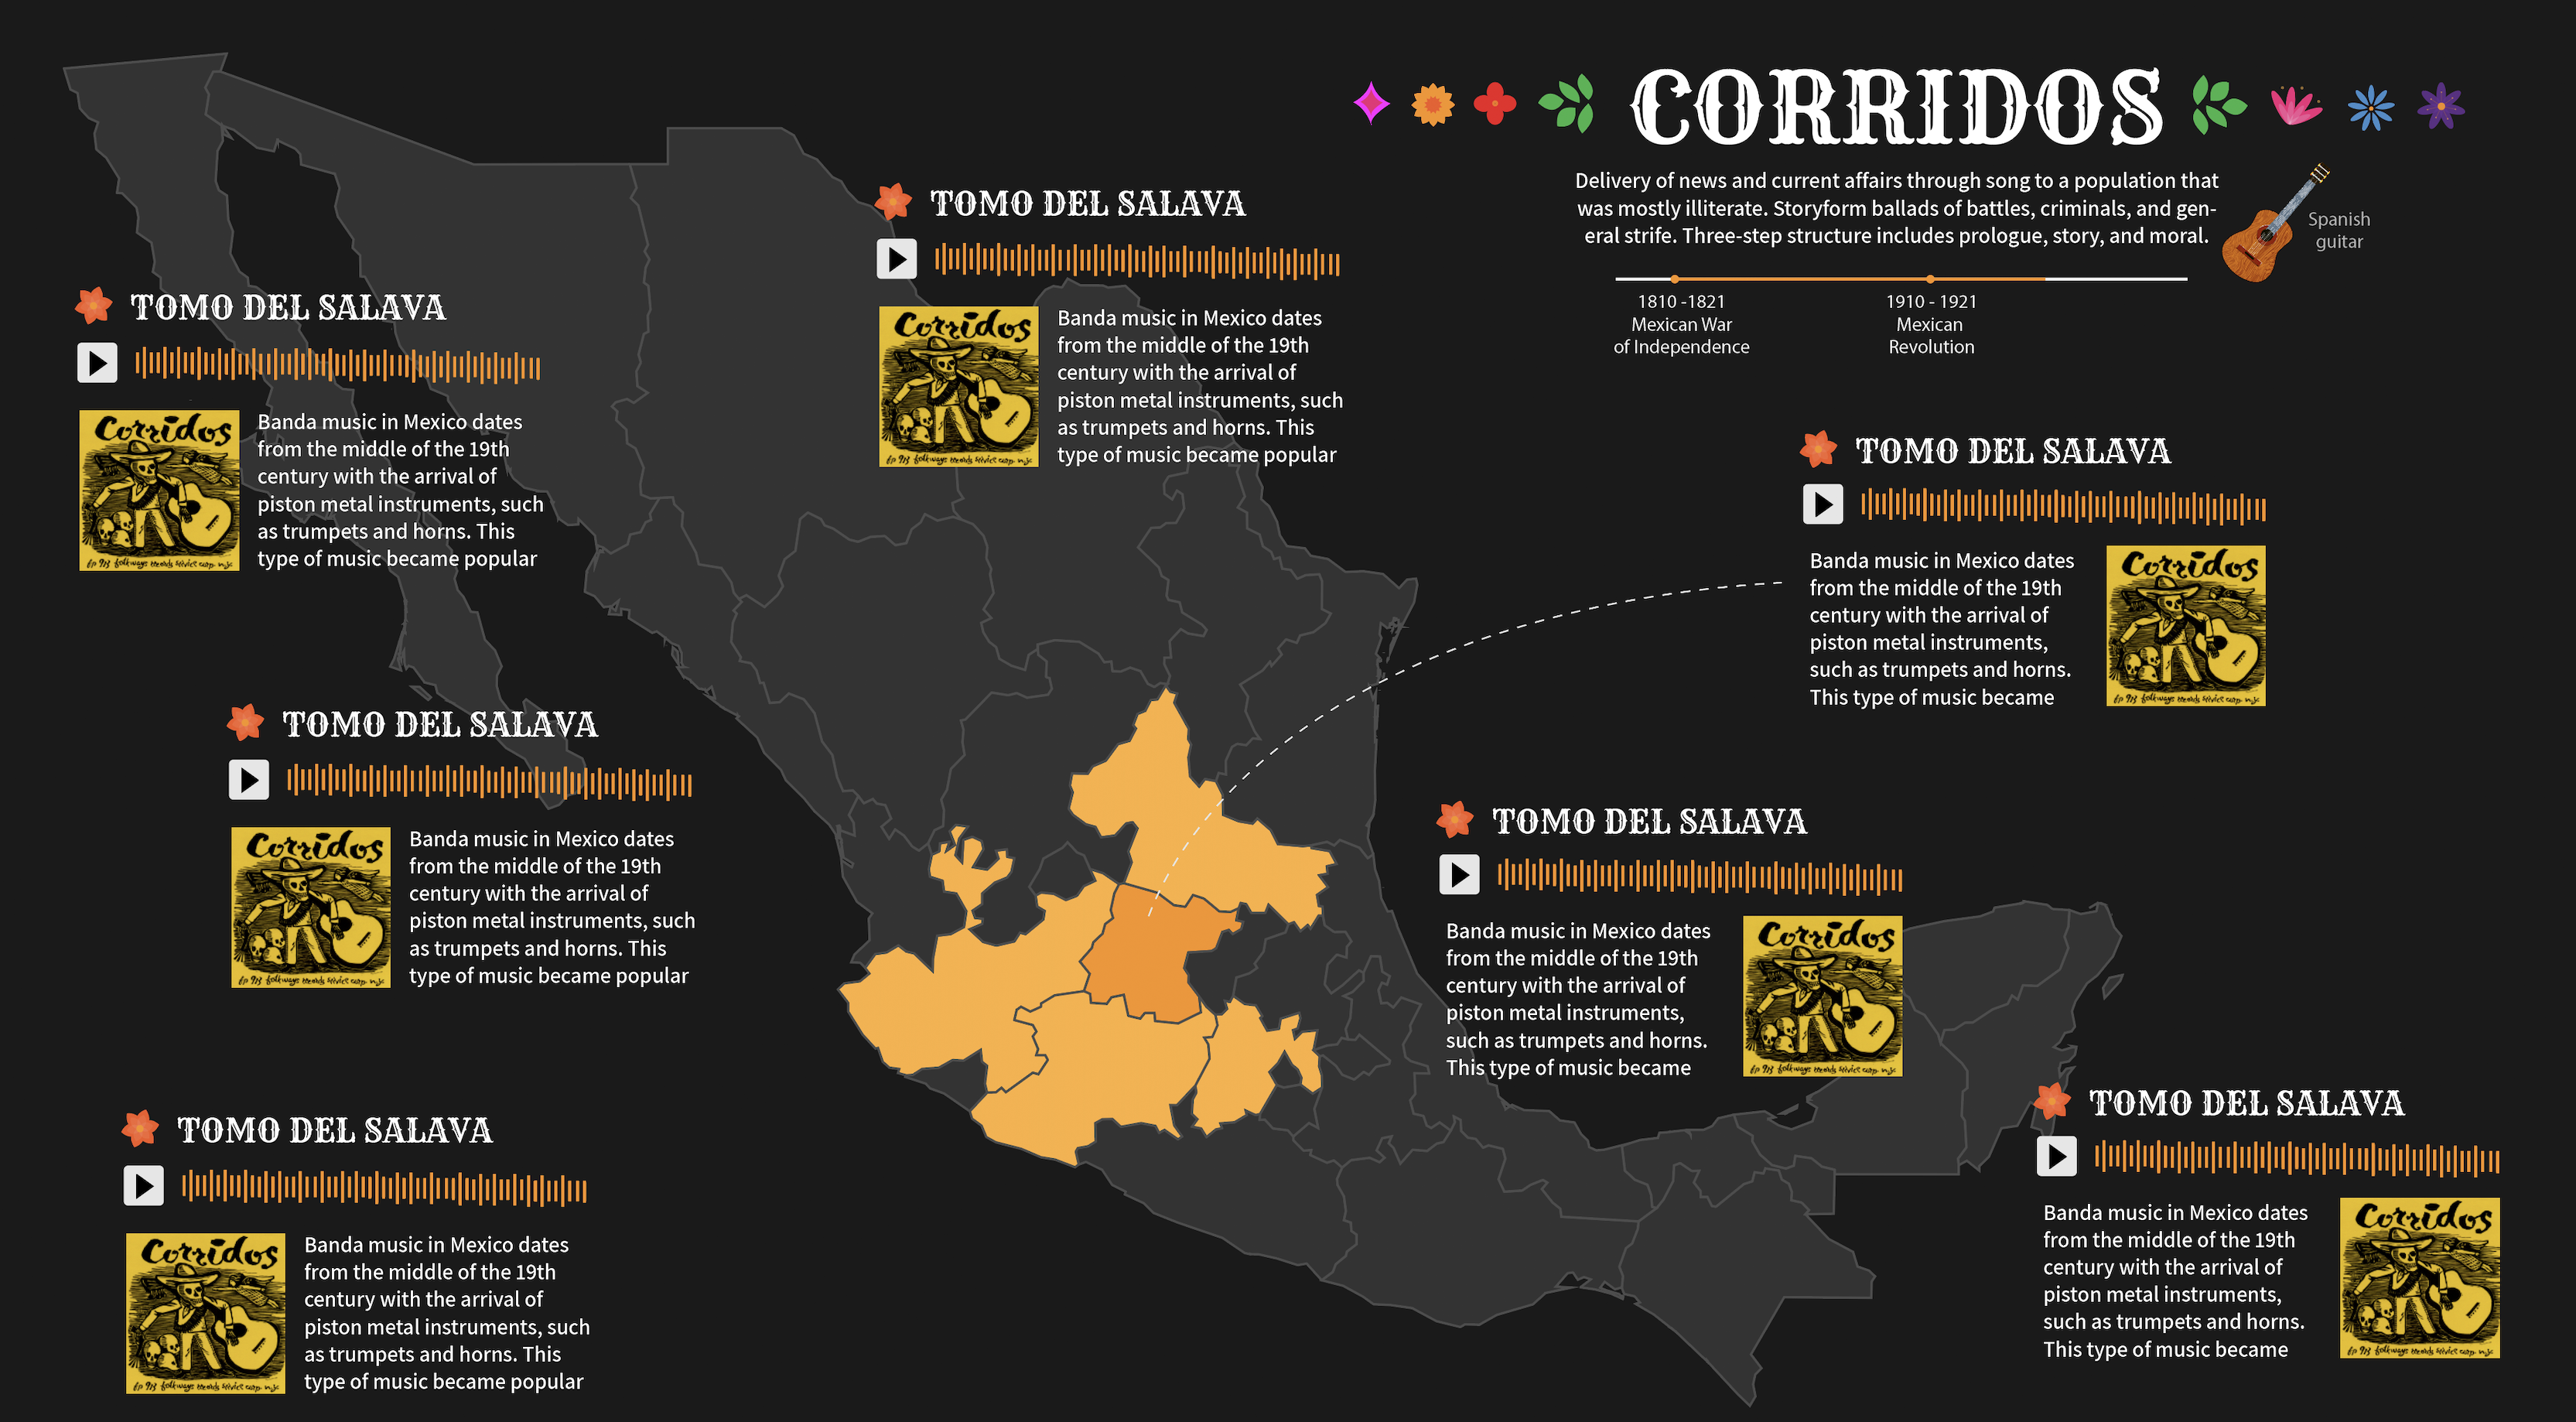 CORRIDOS
Delivery of news and current affairs through song to a population that
was mostly illiterate. Storyform ballads of battles, criminals, and gen-
eral strife. Three-step structure includes prologue, story, and moral.
Spanish
guitar
1810 -1821
Mexican War
of Independence
1910 - 1921
Mexican
Revolution
TOMO DEL SALAVA
Corridos
Banda music in Mexico dates
from the middle of the 19th
century with the arrival of
piston metal instruments, such
as trumpets and horns. This
type of music became popular
TOMO DEL SALAVA
Corridos
Banda music in Mexico dates
from the middle of the 19th
century with the arrival of
piston metal instruments, such
as trumpets and horns. This
type of music became popular
TOMO DEL SALAVA
Banda music in Mexico dates
from the middle of the 19th
century with the arrival of
piston metal instruments,
such as trumpets and horns.
This type of music became
Corridos
TOMO DEL SALAVA
Corridos
Banda music in Mexico dates
from the middle of the 19th
century with the arrival of
piston metal instruments, such
as trumpets and horns. This
type of music became popular
TOMO DEL SALAVA
Banda music in Mexico dates
from the middle of the 19th
century with the arrival of
piston metal instruments,
such as trumpets and horns.
This type of music became
Corridos
TOMO DEL SALAVA
Corridos
Banda music in Mexico dates
from the middle of the 19th
century with the arrival of
piston metal instruments, such
as trumpets and horns. This
type of music became popular
TOMO DEL SALAVA
Banda music in Mexico dates
from the middle of the 19th
century with the arrival of
piston metal instruments,
such as trumpets and horns.
This type of music became
Corridos